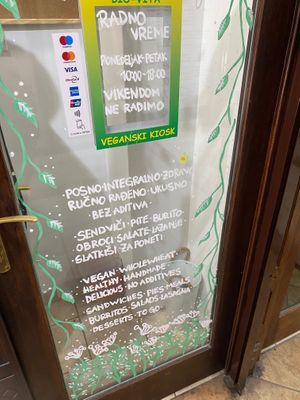 BIO-VITA
RADNO
VREME
PONEDELJAK-PETAK
10:00-18:00
VIKENDOM
NE RADIMO
VEGANSKI KIOSK
VISA
· POSNO · INTEGRALNO · ZDRAVO
RUČNO RAĐENO · UKUSNO
BEZ ADITIVA ·
SENDVIČI · PITE · BURITO
OBROCI · SALATE · LAZANJE
SLATKIŠI ZA PONETI ·
· VEGAN · WHOLEWHEAT
HEALTHY · HANDMADE
DELICIOUS · NO ADDITIVES
SANDWICHES · PIES · MEALS
BURRITOS · SALADS · LASAGNA
DESSERTS TO GO ·